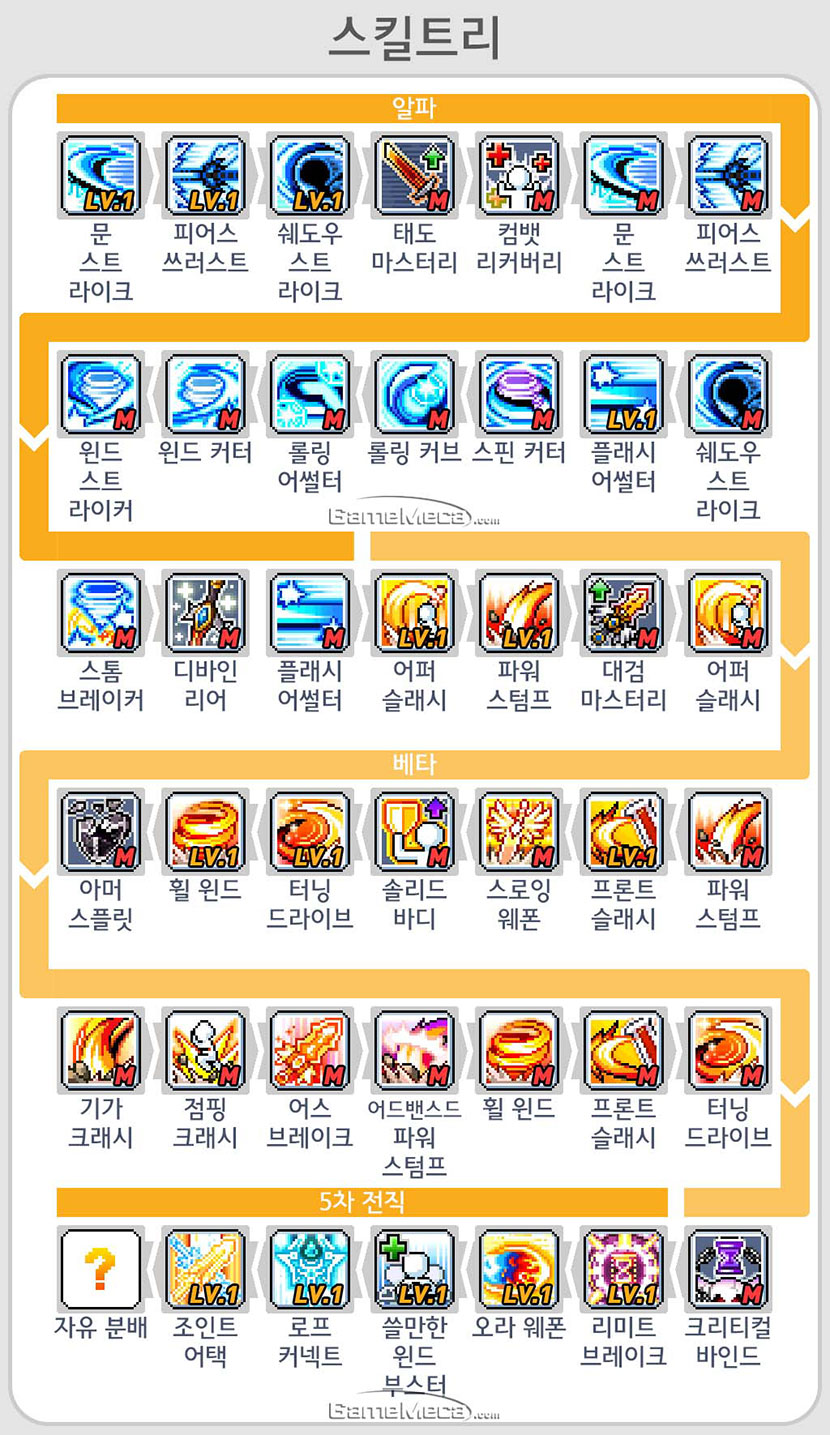 스킬트리
알파
LV.1 LV.1 LV.1 M M M M
문 피어스 쉐도우 태도 컴뱃 문 피어스
스트 쓰러스트 스트 마스터리 리커버리 스트 쓰러스트
라이크 라이크 라이크
M M M M M LV.1 M
윈드 윈드 커터 롤링 롤링 커브 스핀 커터 플래시 쉐도우
스트 어썰터 어썰터 스트
라이커 라이크
GameMeca.com
M M M LV.1 LV.1 M M
스톰 디바인 플래시 어퍼 파워 대검 어퍼
브레이커 리어 어썰터 슬래시 스텀프 마스터리 슬래시
베타
M LV.1 LV.1 M M LV.1 M
아머 휠 윈드 터닝 솔리드 스로잉 프론트 파워
스플릿 드라이브 바디 웨폰 슬래시 스텀프
M M M M M M M
기가 점핑 어스 어드밴스드 휠 윈드 프론트 터닝
크래시 크래시 브레이크 파워 슬래시 드라이브
스텀프
5차 전직
? LV.1 LV.1 LV.1 LV.1 LV.1 M
자유 분배 조인트 로프 쓸만한 오라 웨폰 리미트 크리티컬
어택 커넥트 윈드 브레이크 바인드
부스터
GameMeca.com